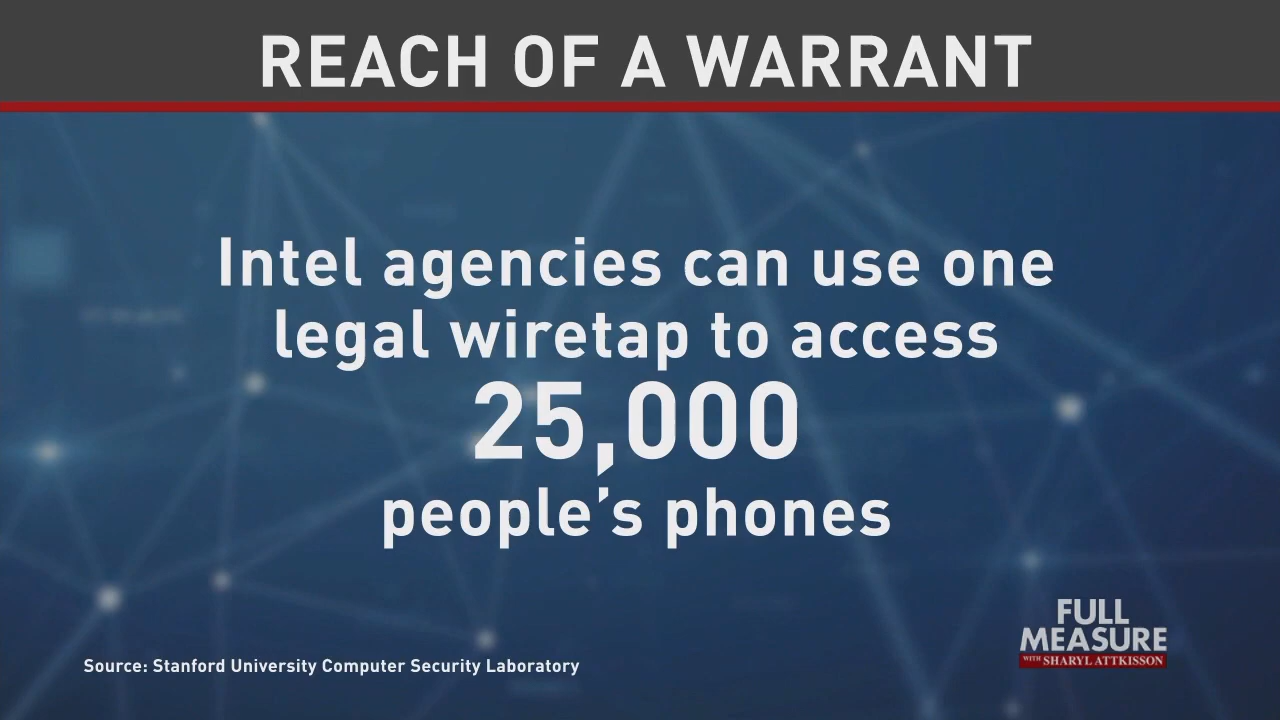 REACH OF A WARRANT
Intel agencies can use one
legal wiretap to access
25,000
people's phones
Source: Stanford University Computer Security Laboratory
FULL
MEASURE
WITH SHARYL ATTKISSON